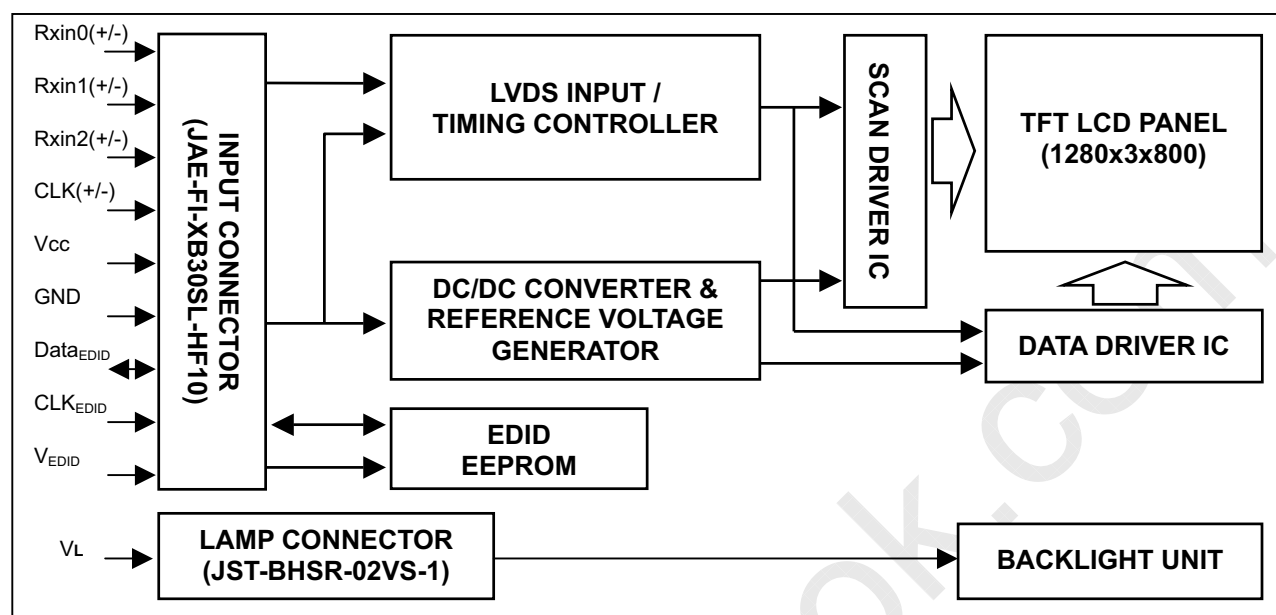 Rxin0(+/-)
Rxin1(+/-)
Rxin2(+/-)
CLK(+/-)
Vcc
GND
DataEDID
CLKEDID
VEDID
VL
INPUT CONNECTOR
(JAE-FI-XB30SL-HF10)
LVDS INPUT /
TIMING CONTROLLER
DC/DC CONVERTER &
REFERENCE VOLTAGE
GENERATOR
EDID
EEPROM
SCAN DRIVER IC
TFT LCD PANEL
(1280x3x800)
DATA DRIVER IC
LAMP CONNECTOR
(JST-BHSR-02VS-1)
BACKLIGHT UNIT
ok.com